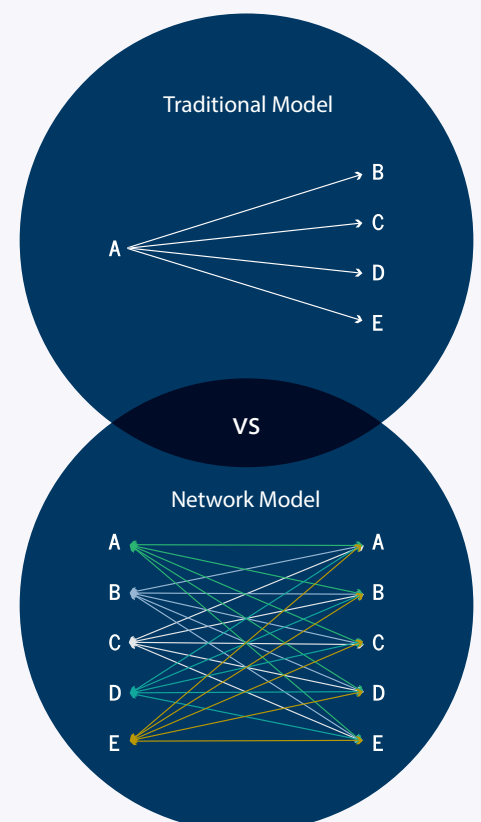 Traditional Model
B
C
A
D
E
VS
Network Model
A A
B B
C C
D D
E E